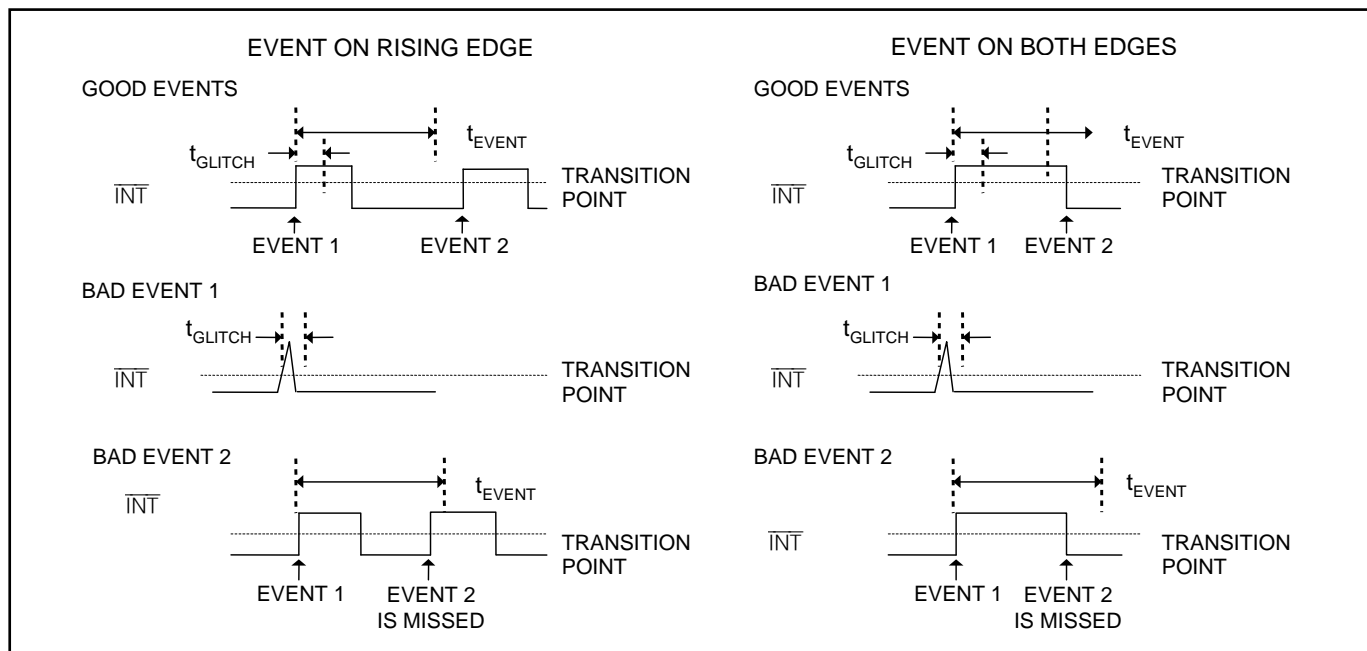 EVENT ON RISING EDGE
GOOD EVENTS
tEVENT
tGLITCH
INT
TRANSITION
POINT
EVENT 1
EVENT 2
BAD EVENT 1
tGLITCH
INT
TRANSITION
POINT
BAD EVENT 2
INT
tEVENT
TRANSITION
POINT
EVENT 1
EVENT 2
IS MISSED
EVENT ON BOTH EDGES
GOOD EVENTS
tEVENT
tGLITCH
INT
TRANSITION
POINT
EVENT 1
EVENT 2
BAD EVENT 1
tGLITCH
INT
TRANSITION
POINT
BAD EVENT 2
tEVENT
INT
TRANSITION
POINT
EVENT 1
EVENT 2
IS MISSED